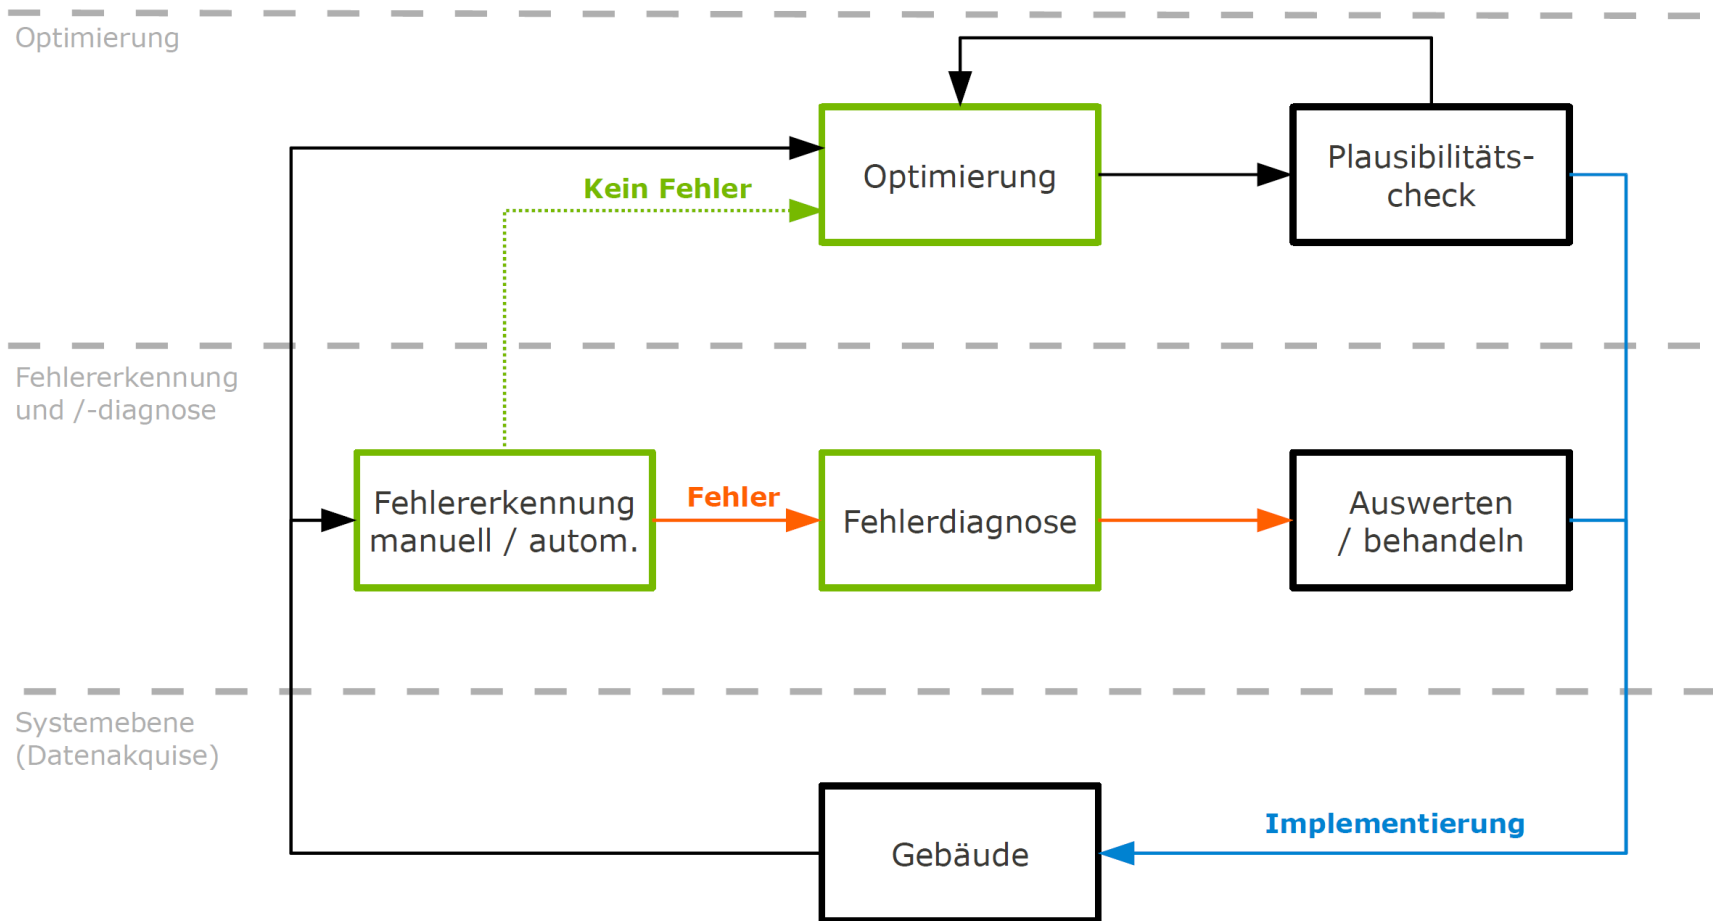 Optimierung
Optimierung
Plausibilitäts-
check
Kein Fehler
Fehlererkennung
und /-diagnose
Fehlererkennung
manuell / autom.
Fehler
Fehlerdiagnose
Auswerten
/ behandeln
Systemebene
(Datenakquise)
Gebäude
Implementierung